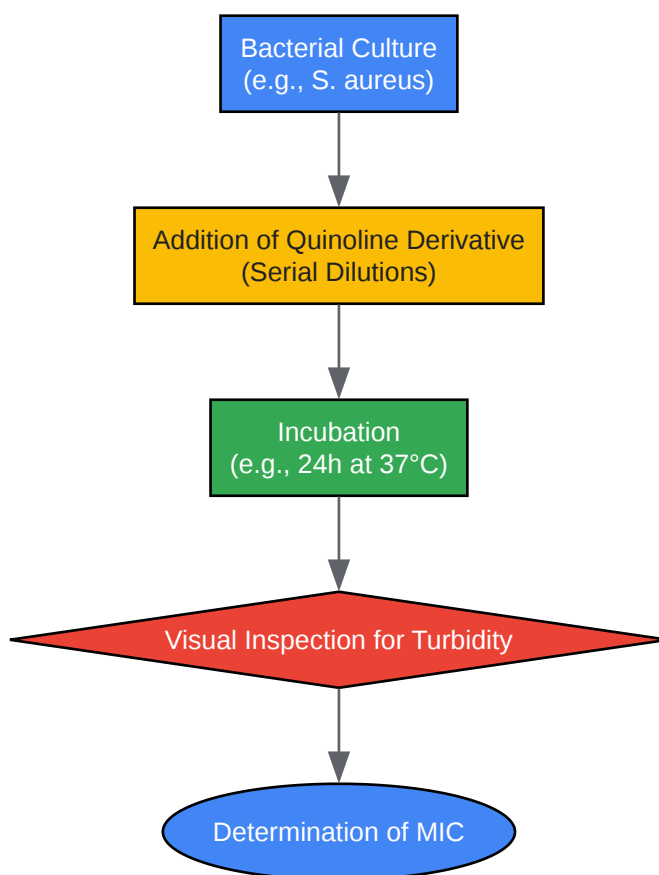 Bacterial Culture
(e.g., S. aureus)
Addition of Quinoline Derivative
(Serial Dilutions)
Incubation
(e.g., 24h at 37°C)
Visual Inspection for Turbidity
Determination of MIC